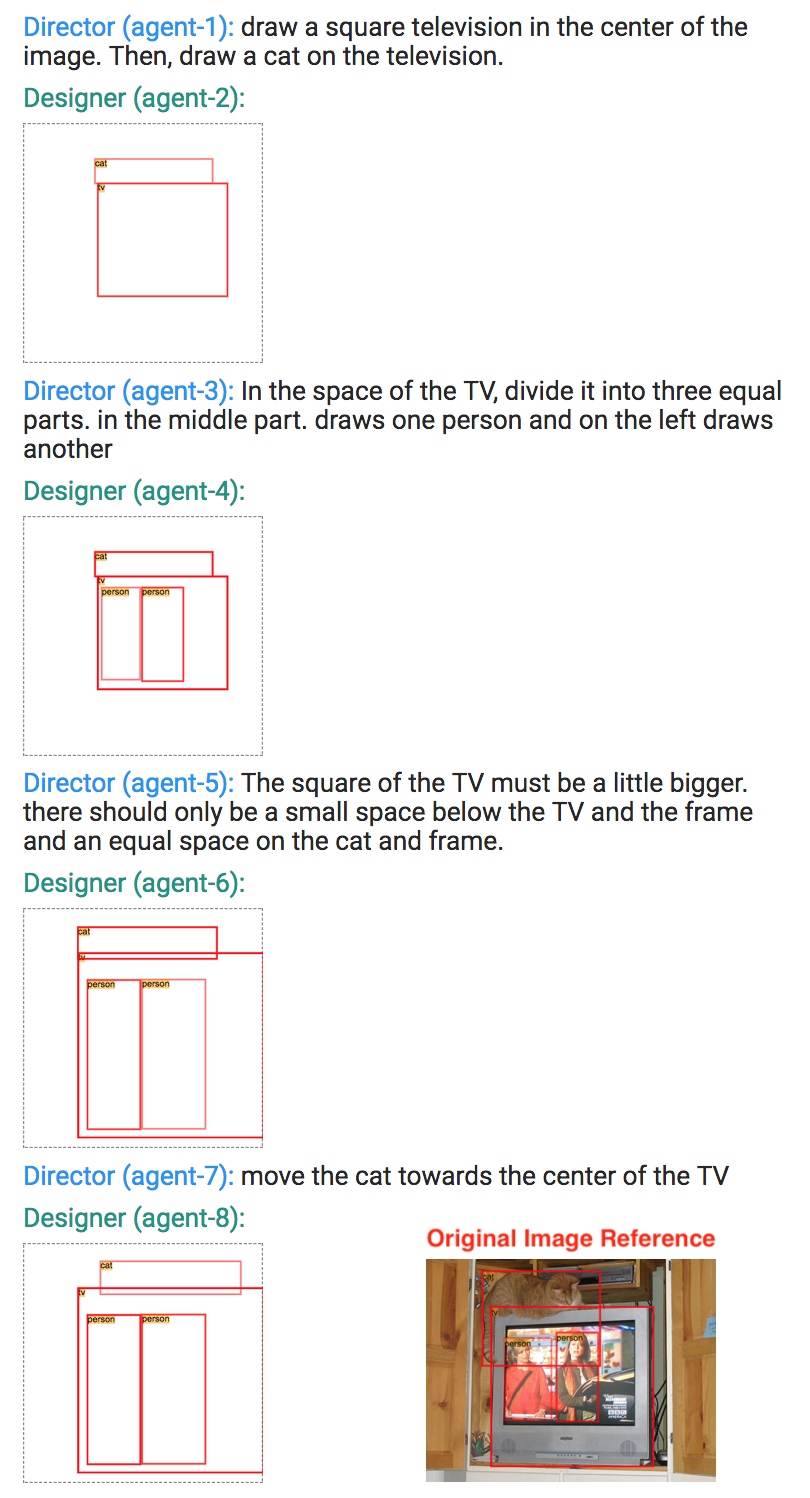 Director (agent-1): draw a square television in the center of the
image. Then, draw a cat on the television.
Designer (agent-2):
cat
tv
Director (agent-3): In the space of the TV, divide it into three equal
parts. in the middle part. draws one person and on the left draws
another
Designer (agent-4):
cat
tv
person person
Director (agent-5): The square of the TV must be a little bigger.
there should only be a small space below the TV and the frame
and an equal space on the cat and frame.
Designer (agent-6):
cat
tv
person person
Director (agent-7): move the cat towards the center of the TV
Designer (agent-8):
cat
tv
person person
Original Image Reference
cat
tv
person person